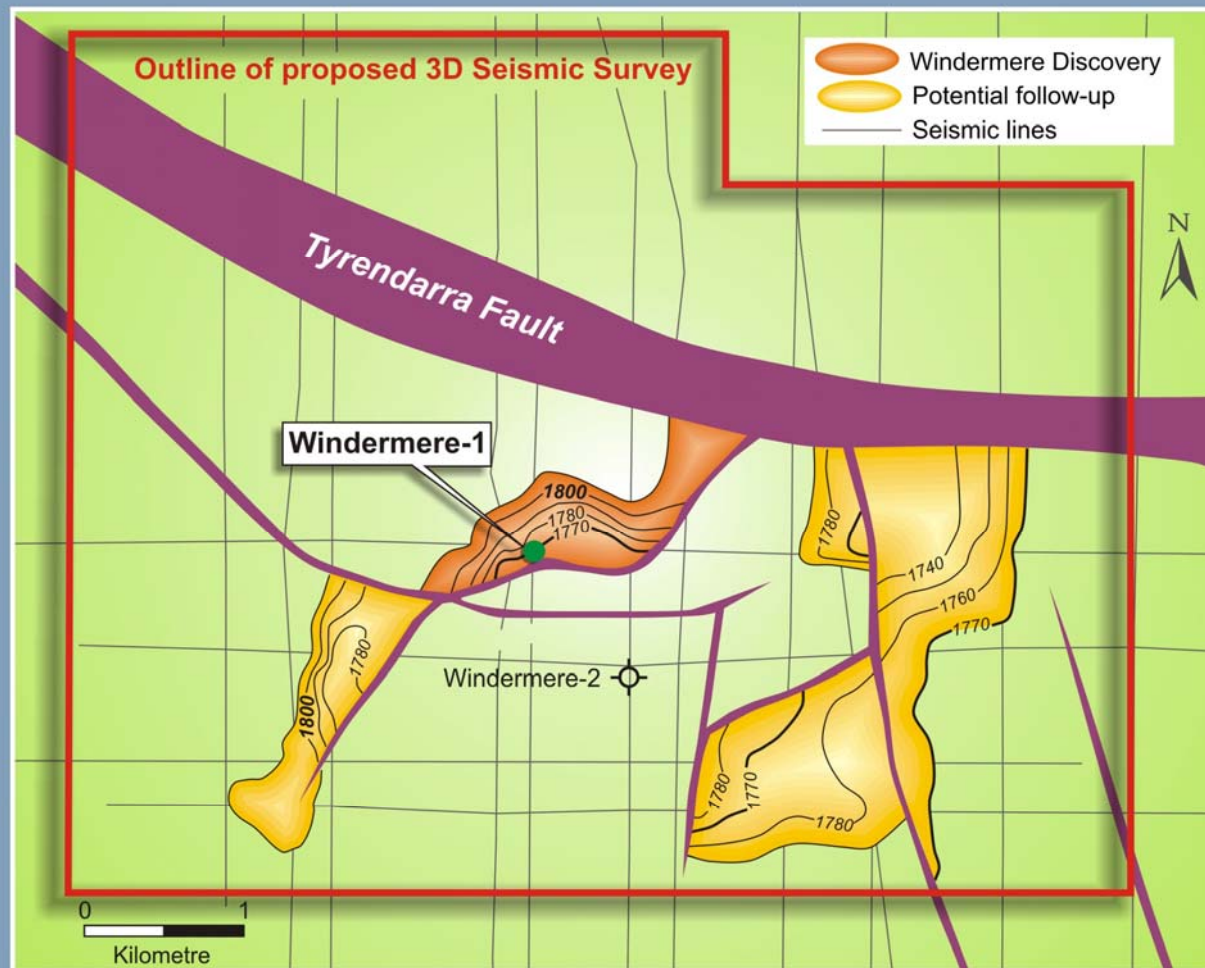 Outline of proposed 3D Seismic Survey
Windermere Discovery
Potential follow-up
Seismic lines
N
Tyrendarra Fault
Windermere-1
1800
1780
1770
1780
1740
1760
1770
1780
1800
Windermere-2
1780
1770
1780
0 1
Kilometre